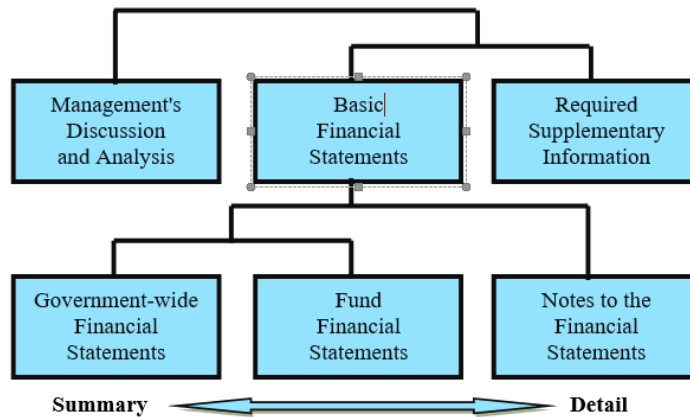 Management's
Discussion
and Analysis
Basic
Financial
Statements
Required
Supplementary
Information
Government-wide
Financial
Statements
Fund
Financial
Statements
Notes to the
Financial
Statements
Summary
Detail